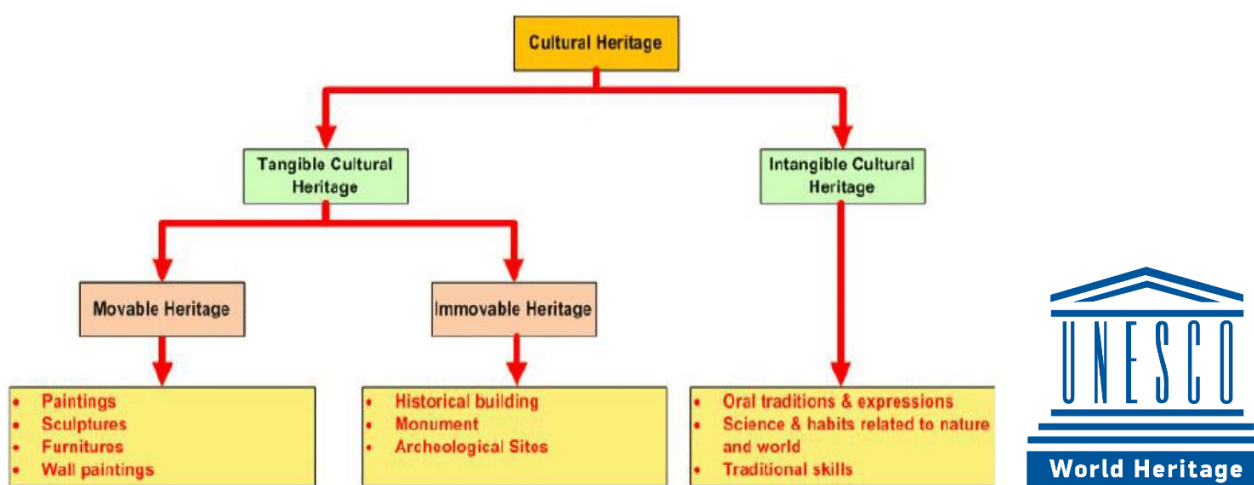 Cultural Heritage
Tangible Cultural
Heritage
Intangible Cultural
Heritage
Movable Heritage
Immovable Heritage
• Paintings
• Sculptures
• Furnitures
• Wall paintings
• Historical building
• Monument
• Archeological Sites
• Oral traditions & expressions
• Science & habits related to nature
and world
• Traditional skills
UNESCO
World Heritage